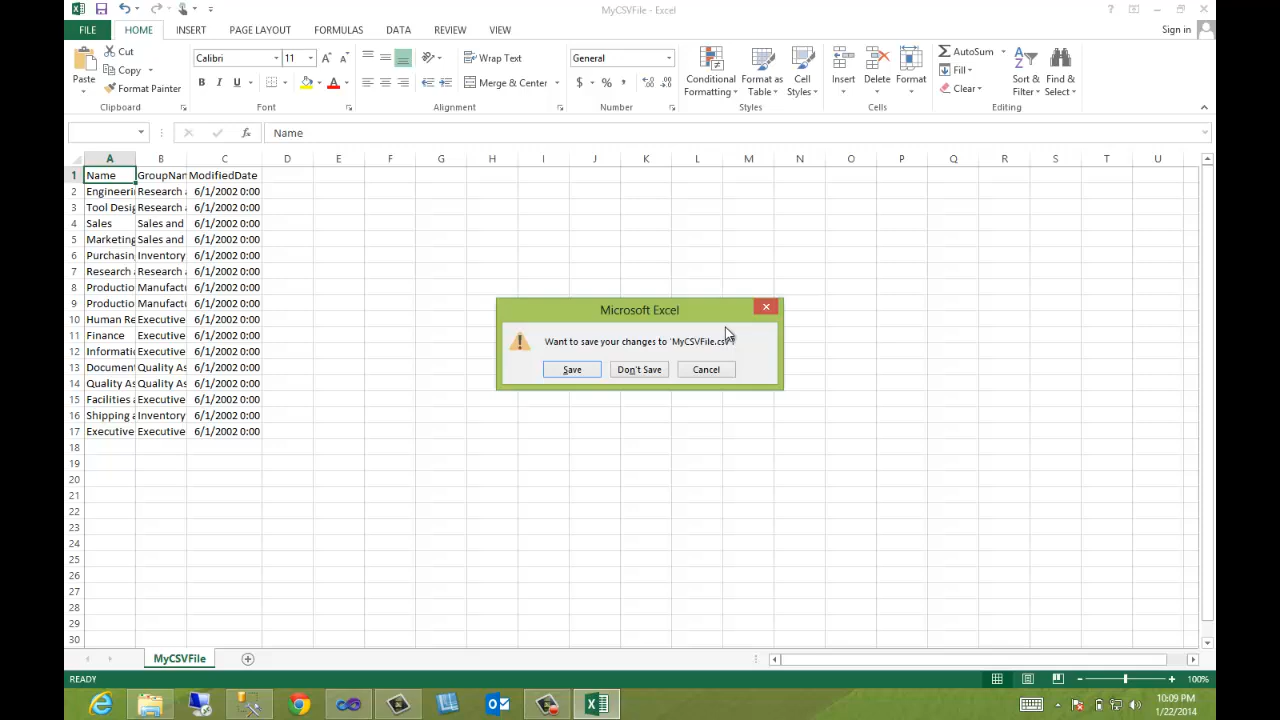 MyCSVFile - Excel
FILE HOME INSERT PAGE LAYOUT FORMULAS DATA REVIEW VIEW Sign in
Paste
Cut
Copy
Format Painter
Calibri 11
B I U
Wrap Text
Merge & Center
General
$ % ,
Conditional Formatting
Format as Table
Cell Styles
Insert
Delete
Format
AutoSum
Fill
Clear
Sort & Filter
Find & Select
Clipboard Font Alignment Number Styles Cells Editing
Name
A B C D E F G H I J K L M N O P Q R S T U
1 Name GroupNan ModifiedDate
2 Engineeri Research a 6/1/2002 0:00
3 Tool Desig Research a 6/1/2002 0:00
4 Sales Sales and 6/1/2002 0:00
5 Marketing Sales and 6/1/2002 0:00
6 Purchasin Inventory 6/1/2002 0:00
7 Research a Research a 6/1/2002 0:00
8 Productio Manufact 6/1/2002 0:00
9 Productio Manufact 6/1/2002 0:00
10 Human Re Executive 6/1/2002 0:00
11 Finance Executive 6/1/2002 0:00
12 Informati Executive 6/1/2002 0:00
13 Document Quality As 6/1/2002 0:00
14 Quality As Quality As 6/1/2002 0:00
15 Facilities a Executive 6/1/2002 0:00
16 Shipping a Inventory 6/1/2002 0:00
17 Executive Executive 6/1/2002 0:00
18
19
20
21
22
23
24
25
26
27
28
29
30
Microsoft Excel
Want to save your changes to 'MyCSVFile.csv'?
Save Don't Save Cancel
MyCSVFile
READY 100%
10:09 PM
1/22/2014